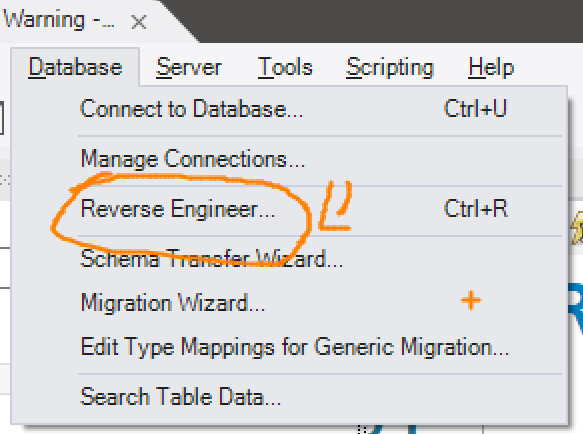 Warning -...
Database Server Tools Scripting Help
Connect to Database... Ctrl+U
Manage Connections...
Reverse Engineer... Ctrl+R
Schema Transfer Wizard...
Migration Wizard...
Edit Type Mappings for Generic Migration...
Search Table Data...